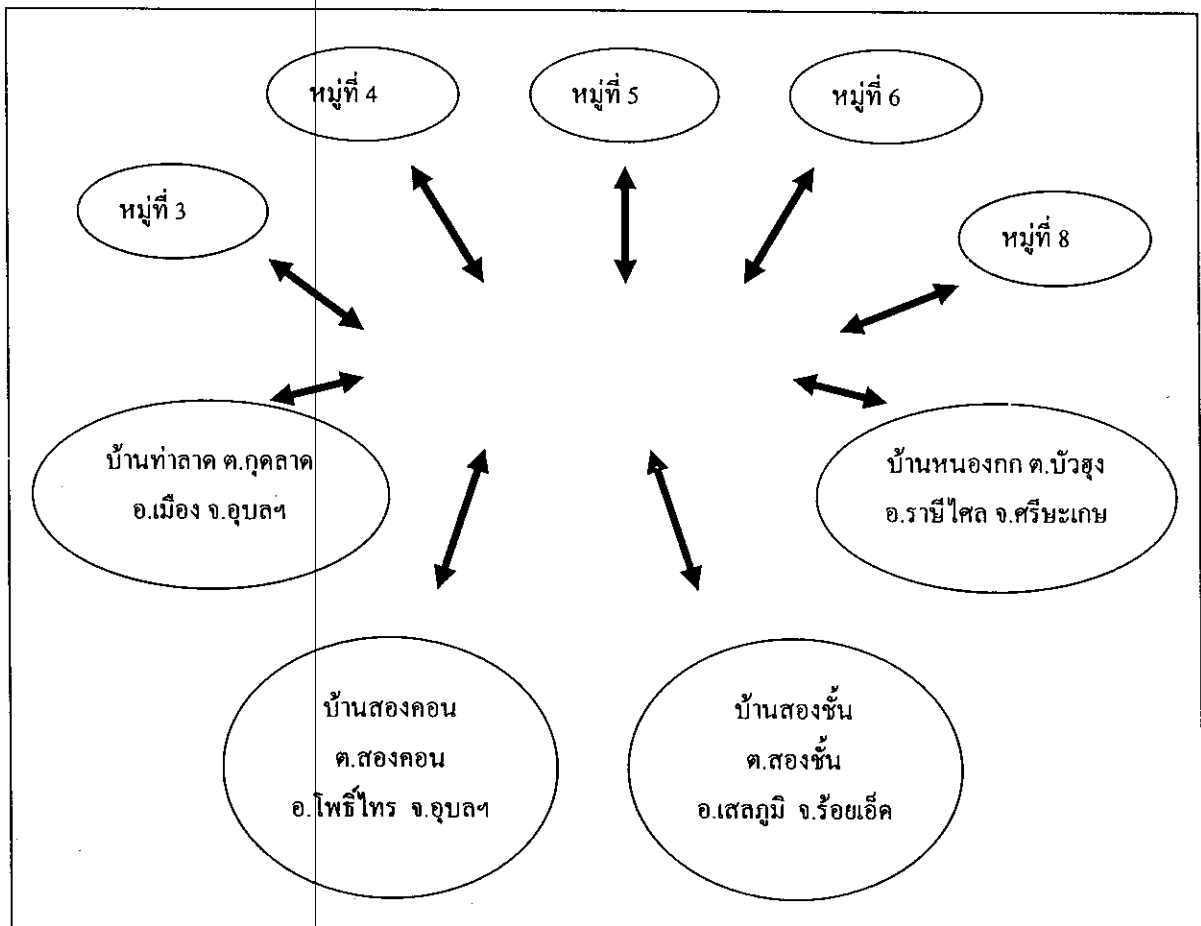 หมู่ที่ 4
หมู่ที่ 5
หมู่ที่ 6
หมู่ที่ 3
หมู่ที่ 8
บ้านท่าลาด ต.กุดลาด
อ.เมือง จ.อุบลฯ
บ้านหนองกก ต.บัวฮุง
อ.ราษีไศล จ.ศรีษะเกษ
บ้านสองคอน
ต.สองคอน
อ.โพธิ์ไทร จ.อุบลฯ
บ้านสองชั้น
ต.สองชั้น
อ.เสลภูมิ จ.ร้อยเอ็ด